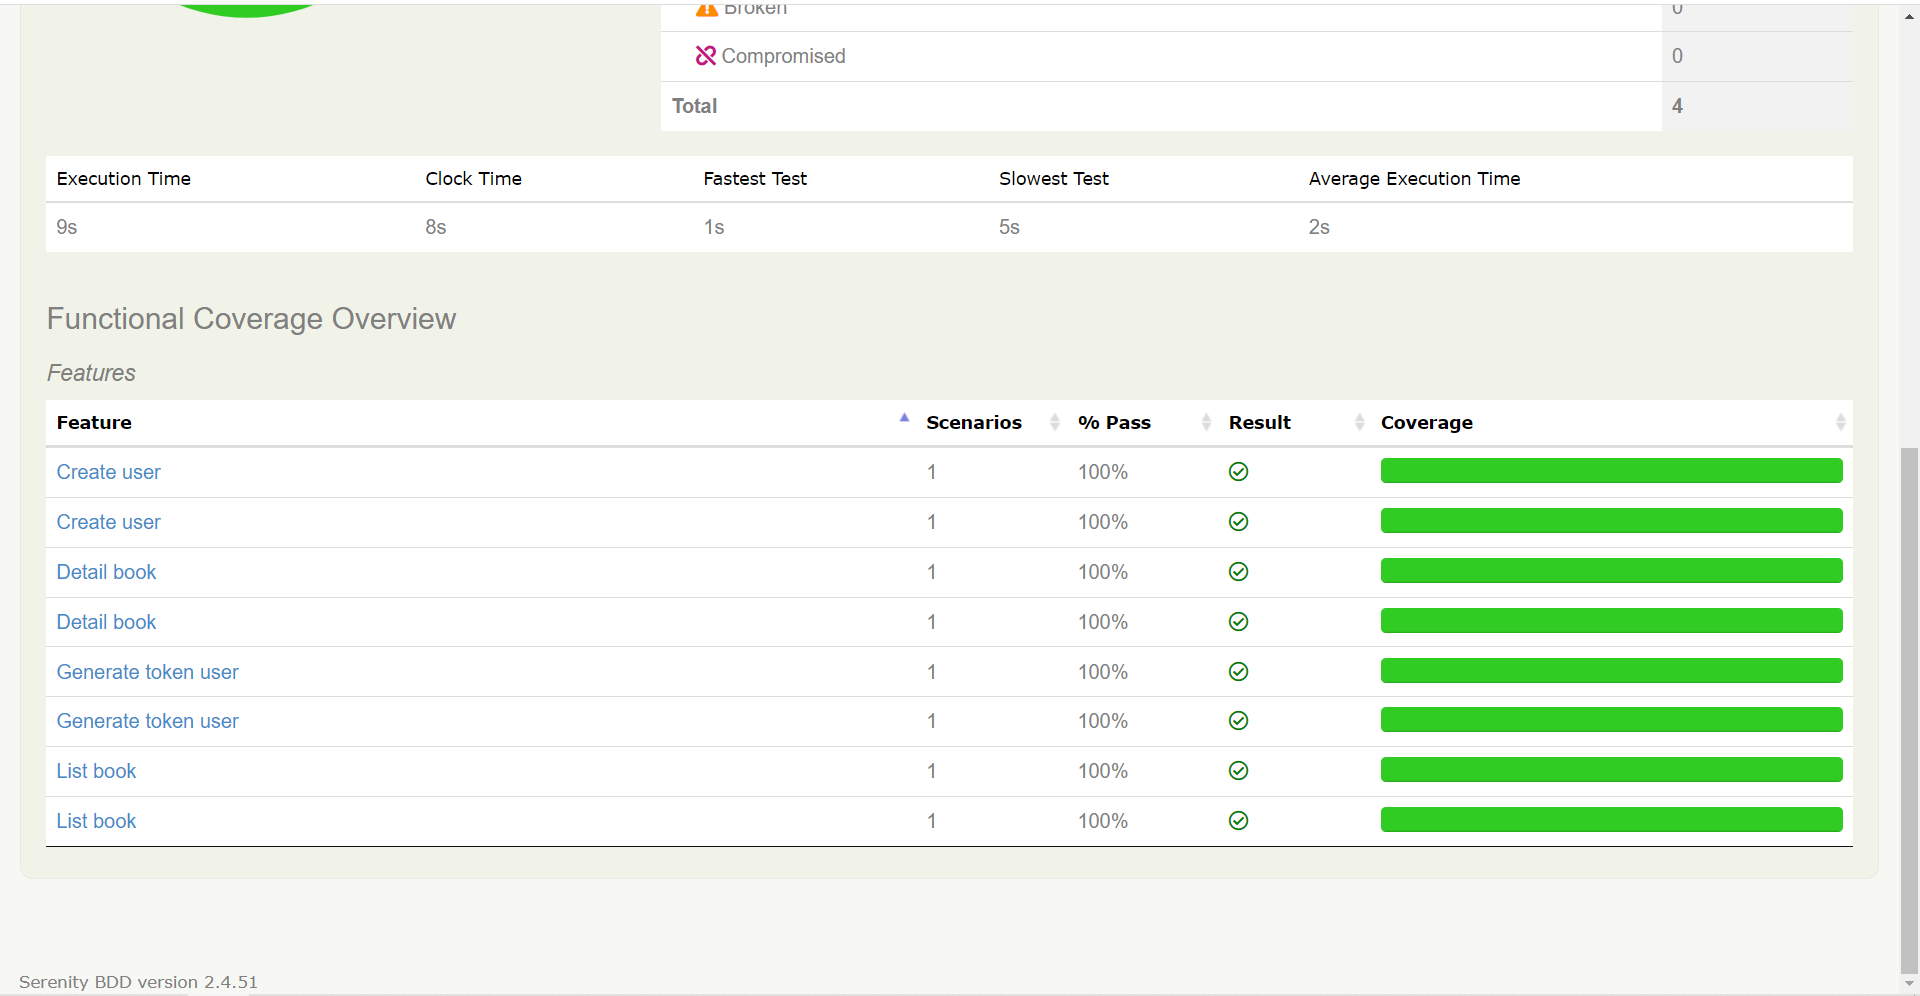 Broken 0
Compromised 0
Total 4
Execution Time Clock Time Fastest Test Slowest Test Average Execution Time
9s 8s 1s 5s 2s
Functional Coverage Overview
Features
Feature Scenarios % Pass Result Coverage
Create user 1 100%
Create user 1 100%
Detail book 1 100%
Detail book 1 100%
Generate token user 1 100%
Generate token user 1 100%
List book 1 100%
List book 1 100%
Serenity BDD version 2.4.51